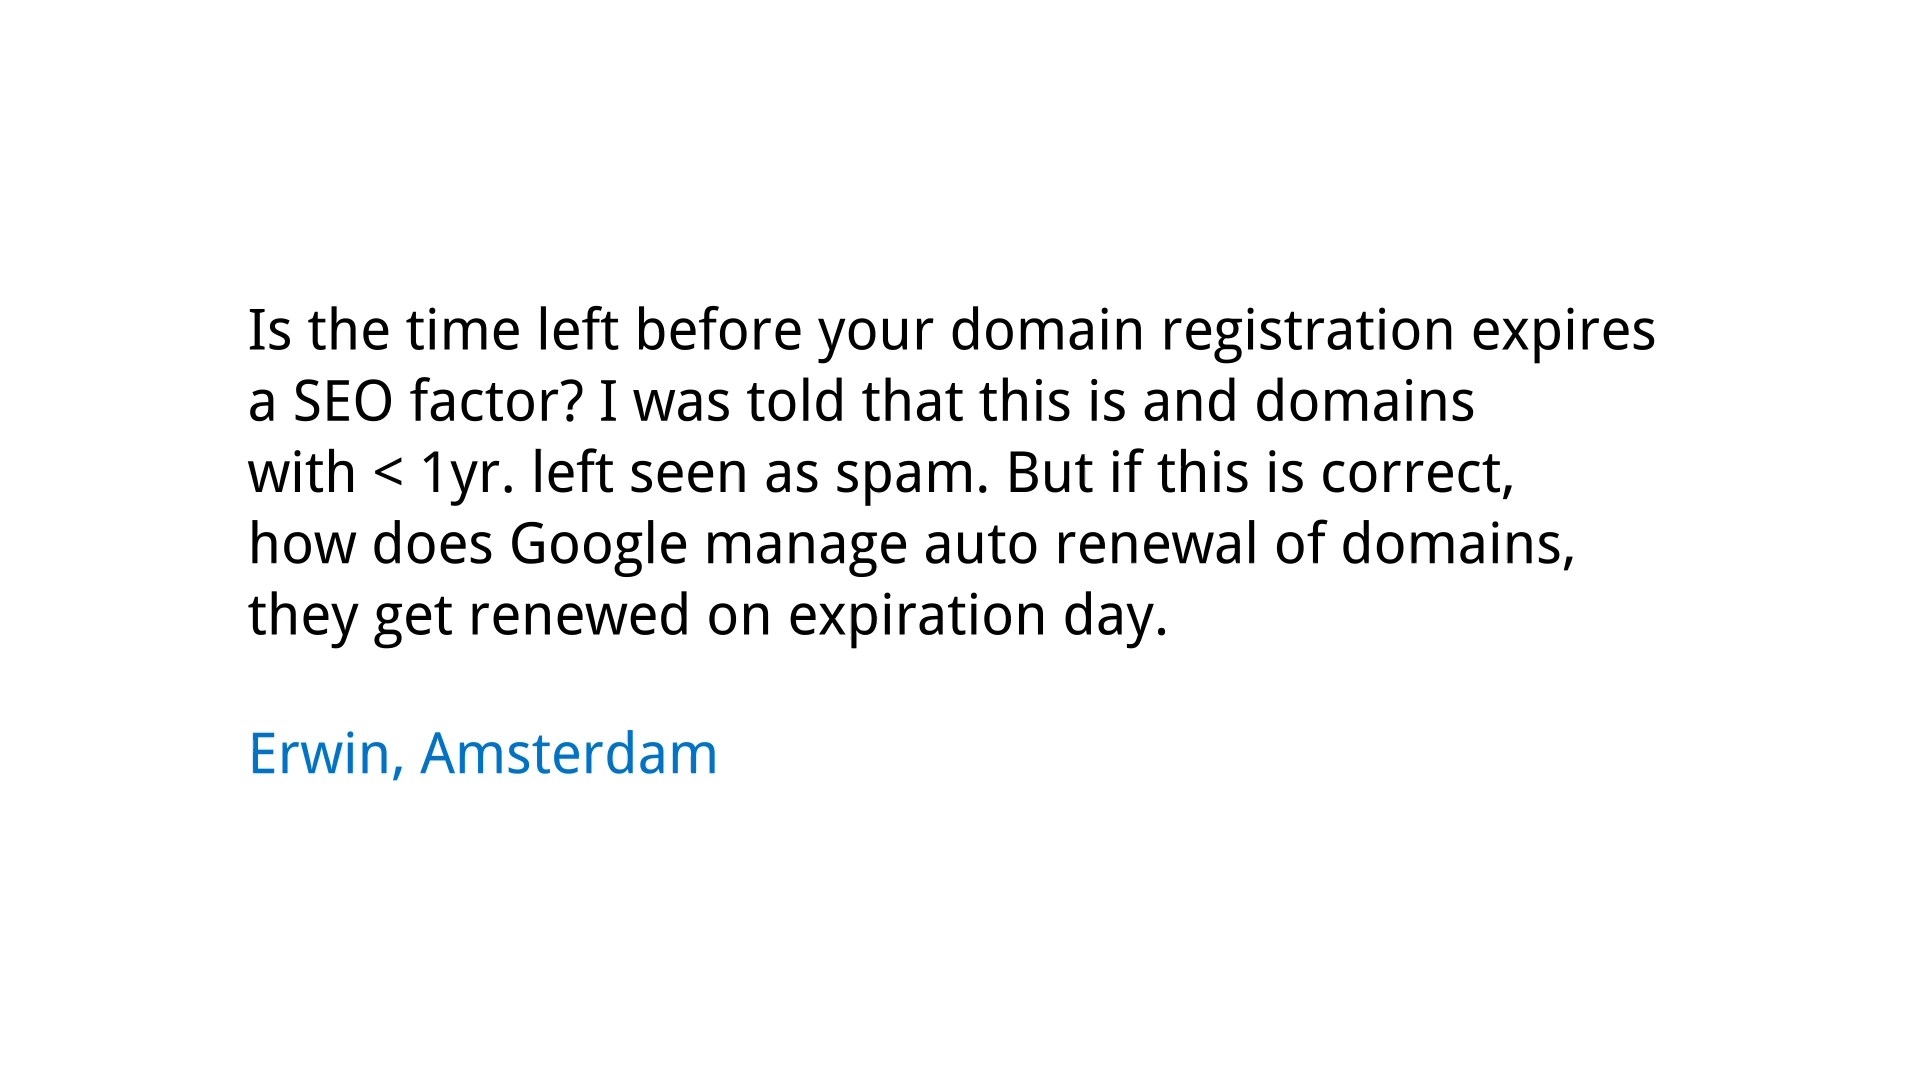 Is the time left before your domain registration expires
a SEO factor? I was told that this is and domains
with < 1yr. left seen as spam. But if this is correct,
how does Google manage auto renewal of domains,
they get renewed on expiration day.
Erwin, Amsterdam